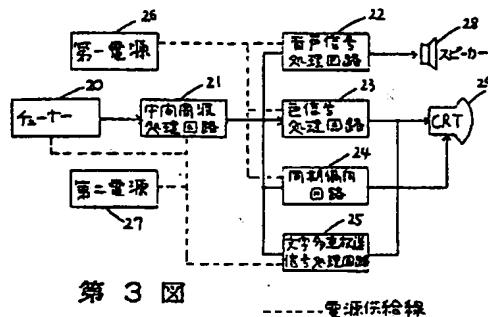 26
第一電源
20
チューナー
21
中間周波
処理回路
第二電源
27
22
音声信号
処理回路
23
色信号
処理回路
24
同期偏向
回路
25
文字多重放送
信号処理回路
28
スピーカー
29
CRT
第3図
電源供給線